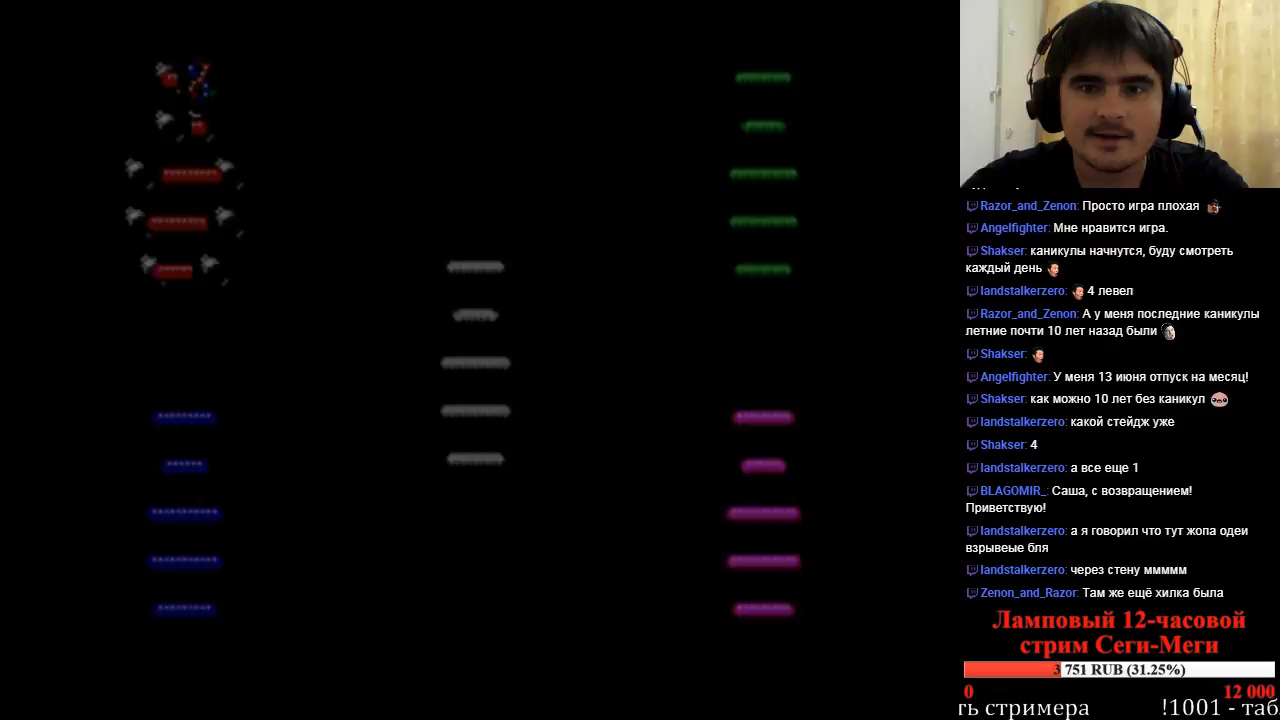 Razor_and_Zenon: Просто игра плохая
Angelfighter: Мне нравится игра.
Shakser: каникулы начнутся, буду смотреть
каждый день
landstalkerzero: 4 левел
Razor_and_Zenon: А у меня последние каникулы
летние почти 10 лет назад были
Shakser:
Angelfighter: У меня 13 июня отпуск на месяц!
Shakser: как можно 10 лет без каникул
landstalkerzero: какой стейдж уже
Shakser: 4
landstalkerzero: а все еще 1
BLAGOMIR_: Саша, с возвращением!
Приветствую!
landstalkerzero: а я говорил что тут жопа одеи
взрывеые бля
landstalkerzero: через стену ммммм
Zenon_and_Razor: Там же ещё хилка была
Ламповый 12-часовой
стрим Сеги-Меги
3 751 RUB (31.25%)
0 12 000
ть стримера !1001 - таб